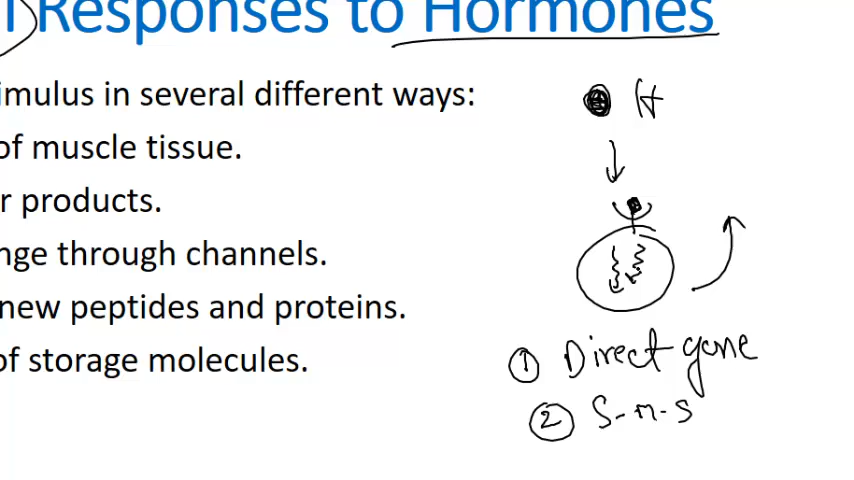 Responses to Hormones
imulus in several different ways:
H
of muscle tissue.
r products.
nge through channels.
new peptides and proteins.
① Direct gene
of storage molecules.
② S-M-S